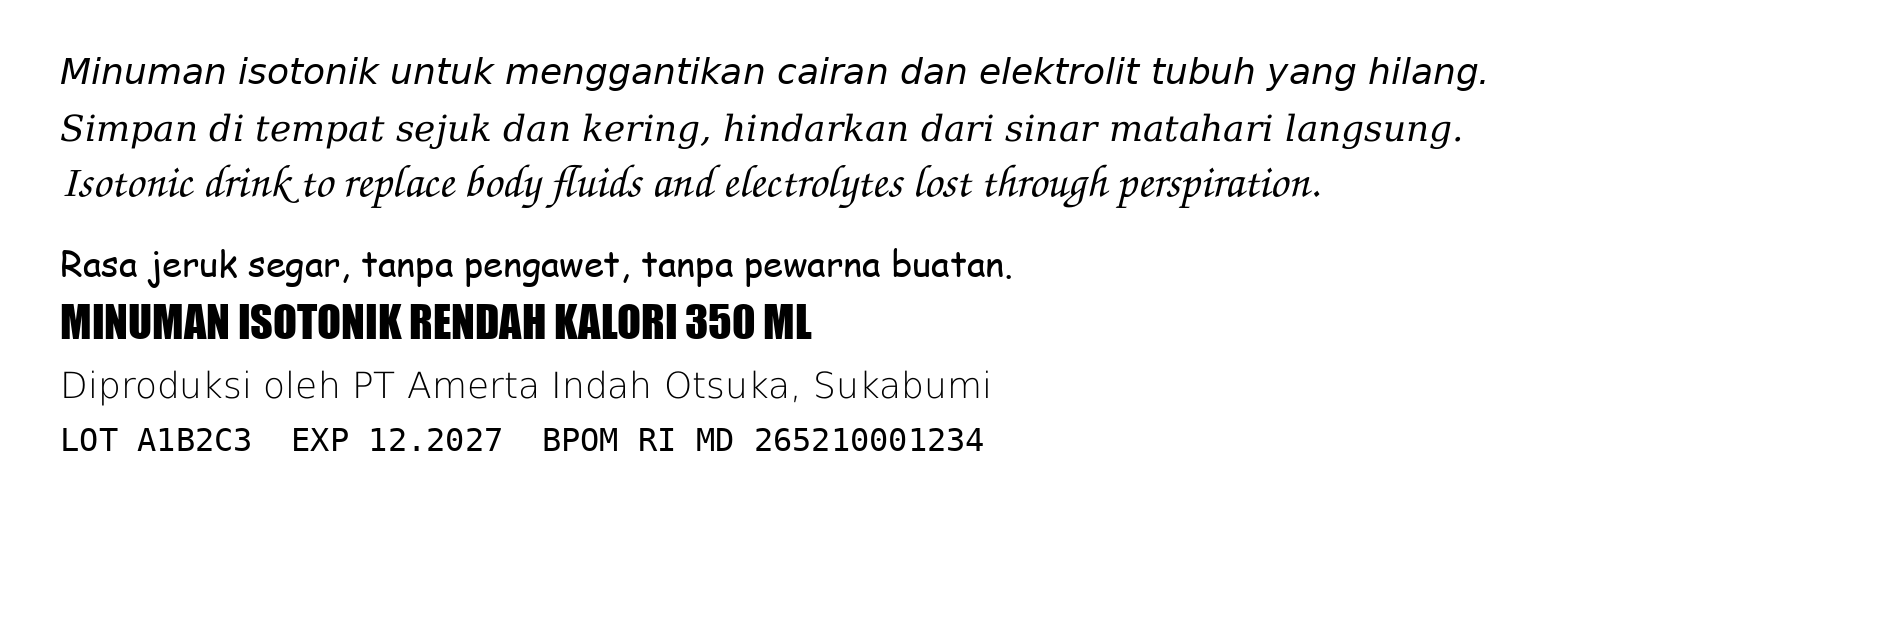 Minuman isotonik untuk menggantikan cairan dan elektrolit tubuh yang hilang.
Simpan di tempat sejuk dan kering, hindarkan dari sinar matahari langsung.
Isotonic drink to replace body fluids and electrolytes lost through perspiration.
Rasa jeruk segar, tanpa pengawet, tanpa pewarna buatan.
MINUMAN ISOTONIK RENDAH KALORI 350 ML
Diproduksi oleh PT Amerta Indah Otsuka, Sukabumi
LOT A1B2C3  EXP 12.2027  BPOM RI MD 265210001234